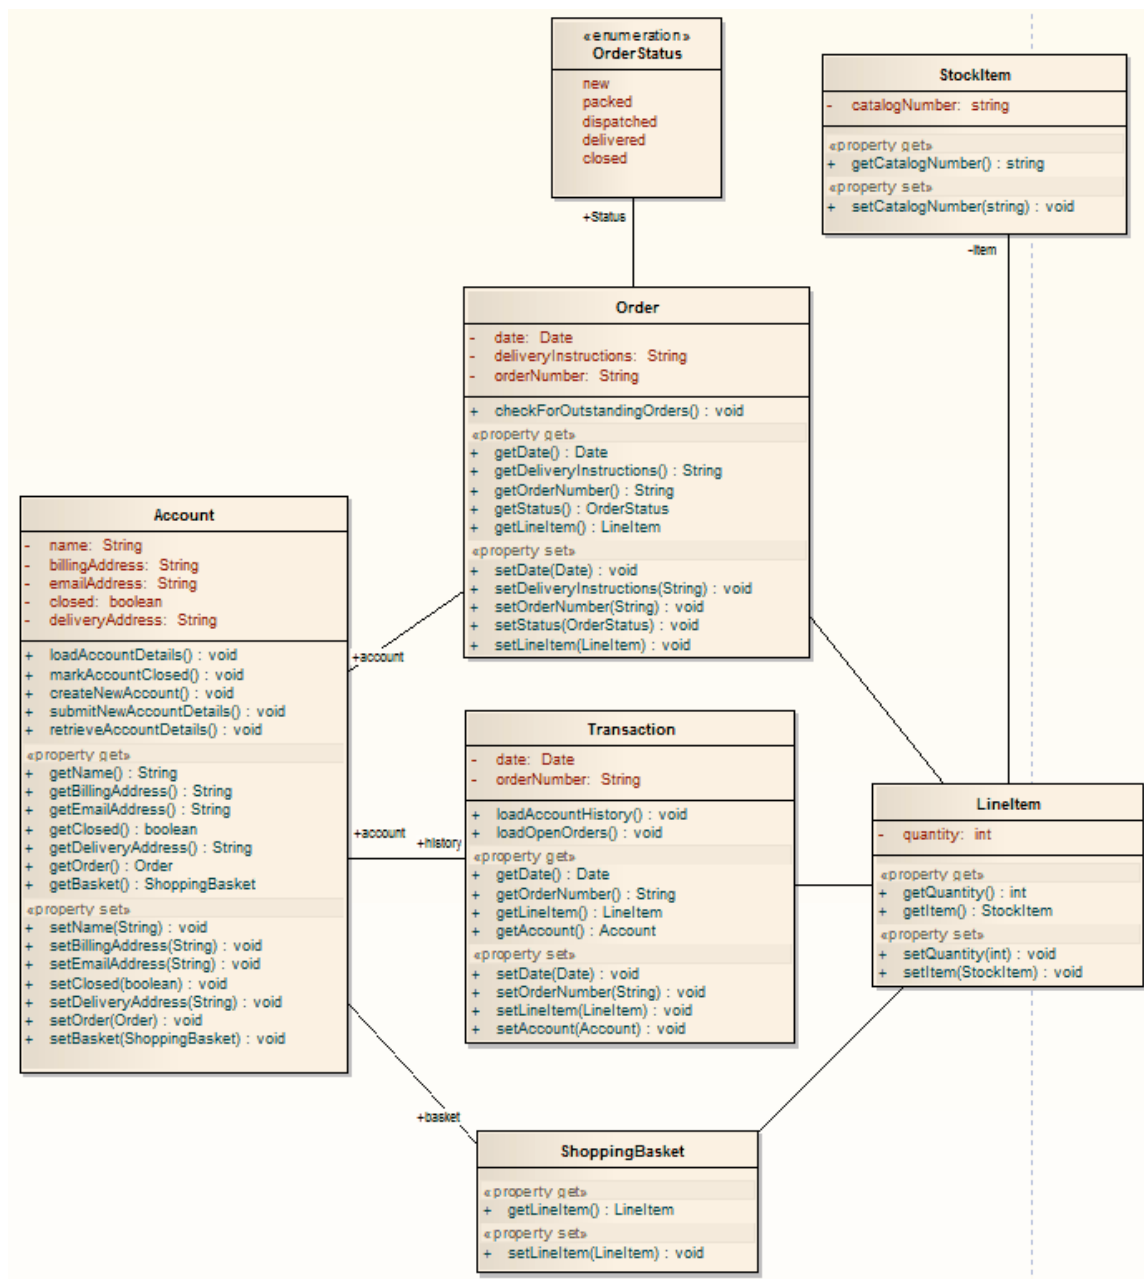 «enumeration»
OrderStatus
new
packed
dispatched
delivered
closed
+Status
StockItem
- catalogNumber: string
«property get»
+ getCatalogNumber() : string
«property set»
+ setCatalogNumber(string) : void
-Item
Order
- date: Date
- deliveryInstructions: String
- orderNumber: String
+ checkForOutstandingOrders() : void
«property get»
+ getDate() : Date
+ getDeliveryInstructions() : String
+ getOrderNumber() : String
+ getStatus() : OrderStatus
+ getLineItem() : LineItem
«property set»
+ setDate(Date) : void
+ setDeliveryInstructions(String) : void
+ setOrderNumber(String) : void
+ setStatus(OrderStatus) : void
+ setLineItem(LineItem) : void
Account
- name: String
- billingAddress: String
- emailAddress: String
- closed: boolean
- deliveryAddress: String
+ loadAccountDetails() : void
+ markAccountClosed() : void
+ createNewAccount() : void
+ submitNewAccountDetails() : void
+ retrieveAccountDetails() : void
«property get»
+ getName() : String
+ getBillingAddress() : String
+ getEmailAddress() : String
+ getClosed() : boolean
+ getDeliveryAddress() : String
+ getOrder() : Order
+ getBasket() : ShoppingBasket
«property set»
+ setName(String) : void
+ setBillingAddress(String) : void
+ setEmailAddress(String) : void
+ setClosed(boolean) : void
+ setDeliveryAddress(String) : void
+ setOrder(Order) : void
+ setBasket(ShoppingBasket) : void
+account
+account
+history
+basket
Transaction
- date: Date
- orderNumber: String
+ loadAccountHistory() : void
+ loadOpenOrders() : void
«property get»
+ getDate() : Date
+ getOrderNumber() : String
+ getLineItem() : LineItem
+ getAccount() : Account
«property set»
+ setDate(Date) : void
+ setOrderNumber(String) : void
+ setLineItem(LineItem) : void
+ setAccount(Account) : void
LineItem
- quantity: int
«property get»
+ getQuantity() : int
+ getItem() : StockItem
«property set»
+ setQuantity(int) : void
+ setItem(StockItem) : void
ShoppingBasket
«property get»
+ getLineItem() : LineItem
«property set»
+ setLineItem(LineItem) : void